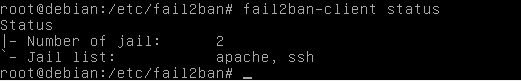 root@debian:/etc/fail2ban# fail2ban-client status
Status
|- Number of jail:      2
`- Jail list:           apache, ssh
root@debian:/etc/fail2ban# _